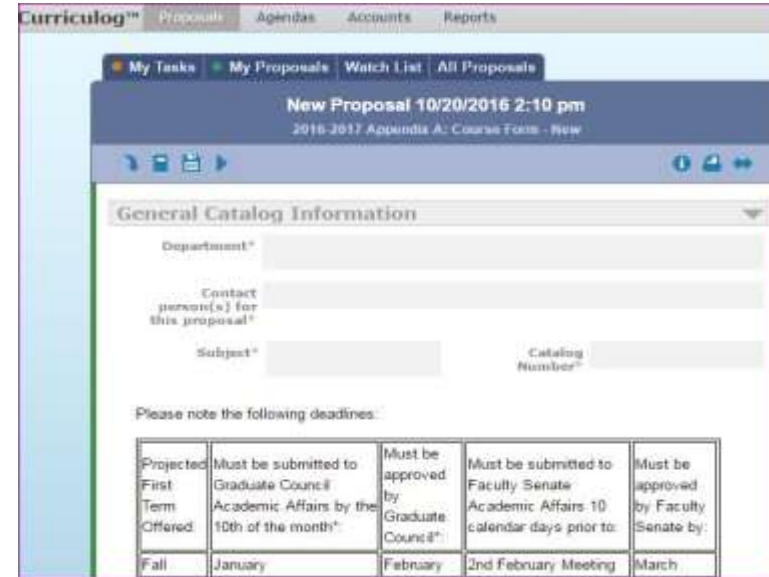 Curriculog™ Proposals Agendas Accounts Reports
My Tasks My Proposals Watch List All Proposals
New Proposal 10/20/2016 2:10 pm
2016-2017 Appendix A: Course Form - New
General Catalog Information
Department*
Contact
person(s) for
this proposal*
Subject*
Catalog
Number*
Please note the following deadlines:
Projected
First
Term
Offered
Must be submitted to
Graduate Council
Academic Affairs by the
10th of the month*:
Must be
approved
by
Graduate
Council*:
Must be submitted to
Faculty Senate
Academic Affairs 10
calendar days prior to:
Must be
approved
by Faculty
Senate by:
Fall January February 2nd February Meeting March